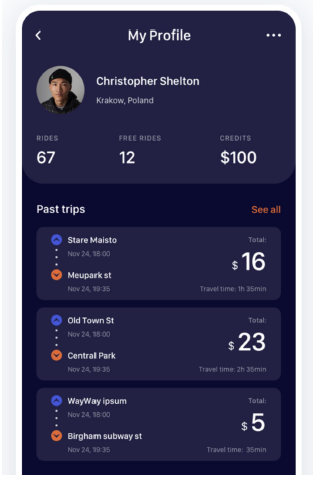 My Profile
Christopher Shelton
Krakow, Poland
RIDES FREE RIDES CREDITS
67 12 $100
Past trips See all
Stare Maisto Total:
Nov 24, 18:00
$16
Meupark st
Nov 24, 19:35 Travel time: 1h 35min
Old Town St Total:
Nov 24, 18:00
$23
Central Park
Nov 24, 19:35 Travel time: 2h 35min
WayWay ipsum Total:
Nov 24, 18:00
$5
Birgham subway st
Nov 24, 19:35 Travel time: 35min